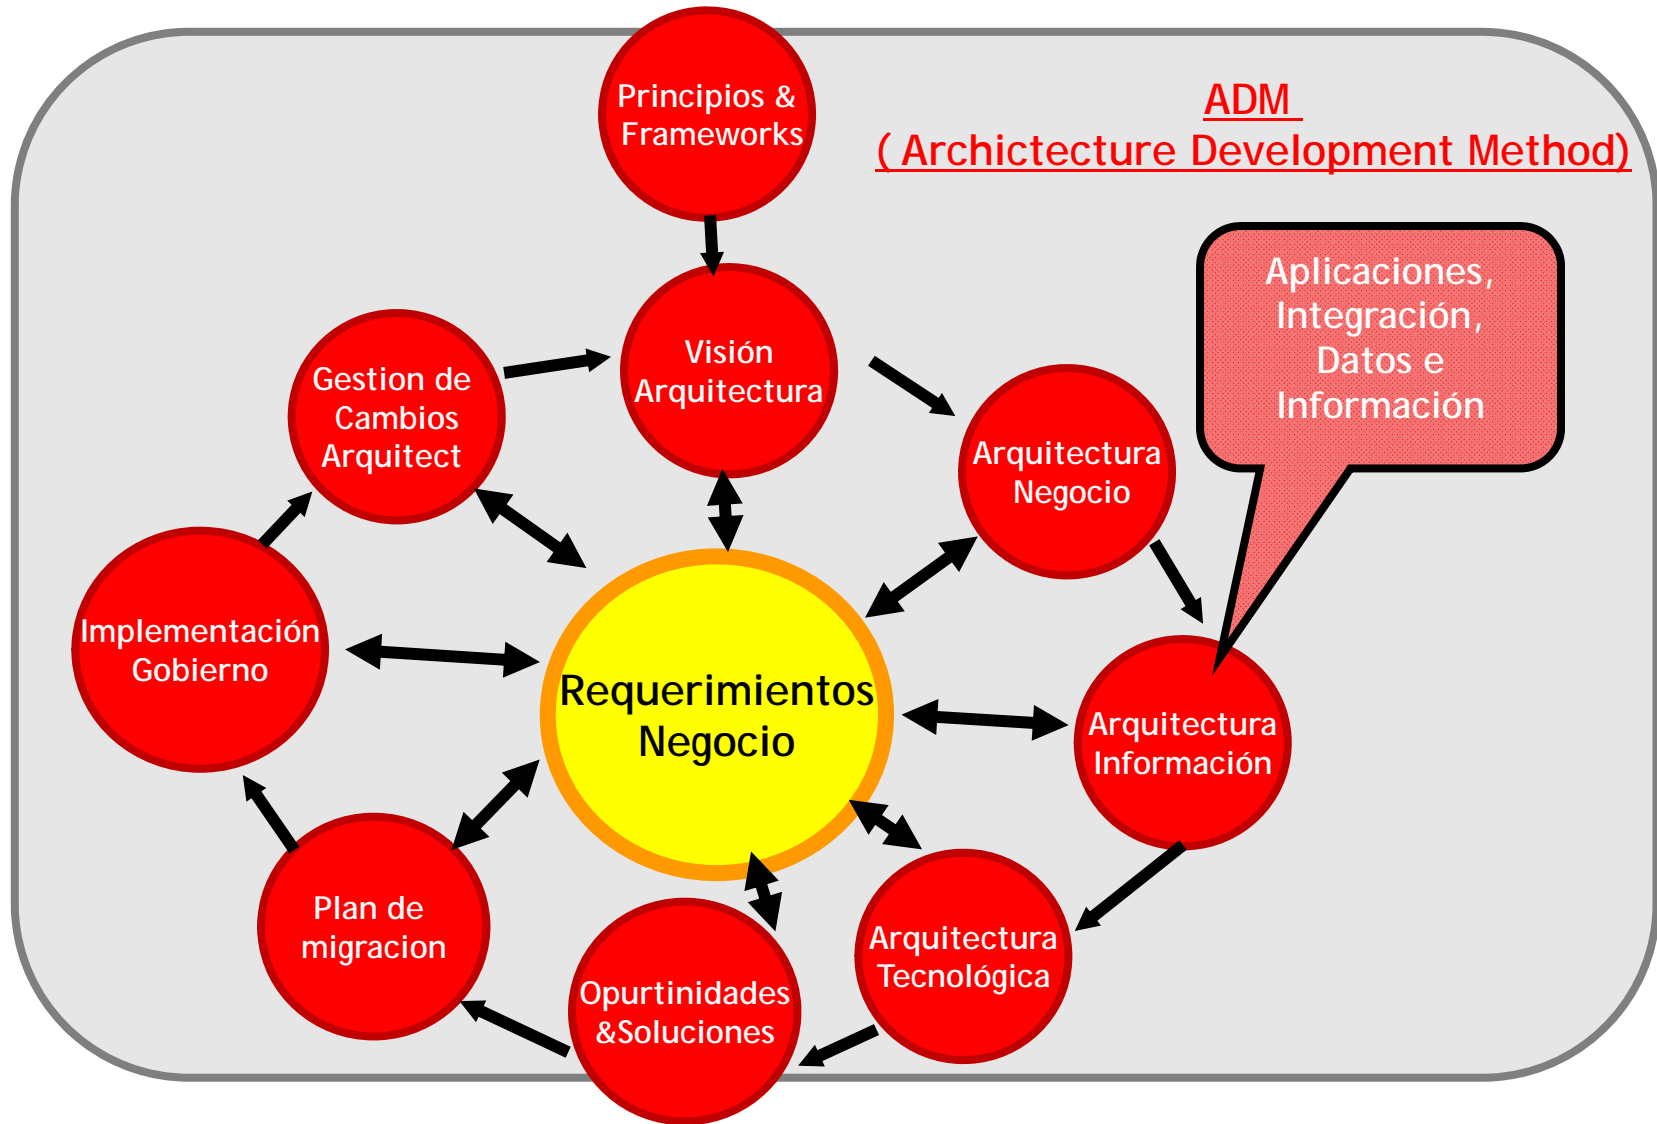 Principios &
Frameworks
ADM
( Archictecture Development Method)
Aplicaciones,
Integración,
Datos e
Información
Visión
Arquitectura
Gestion de
Cambios
Arquitect
Arquitectura
Negocio
Implementación
Gobierno
Requerimientos
Negocio
Arquitectura
Información
Plan de
migracion
Arquitectura
Tecnológica
Opurtinidades
&Soluciones